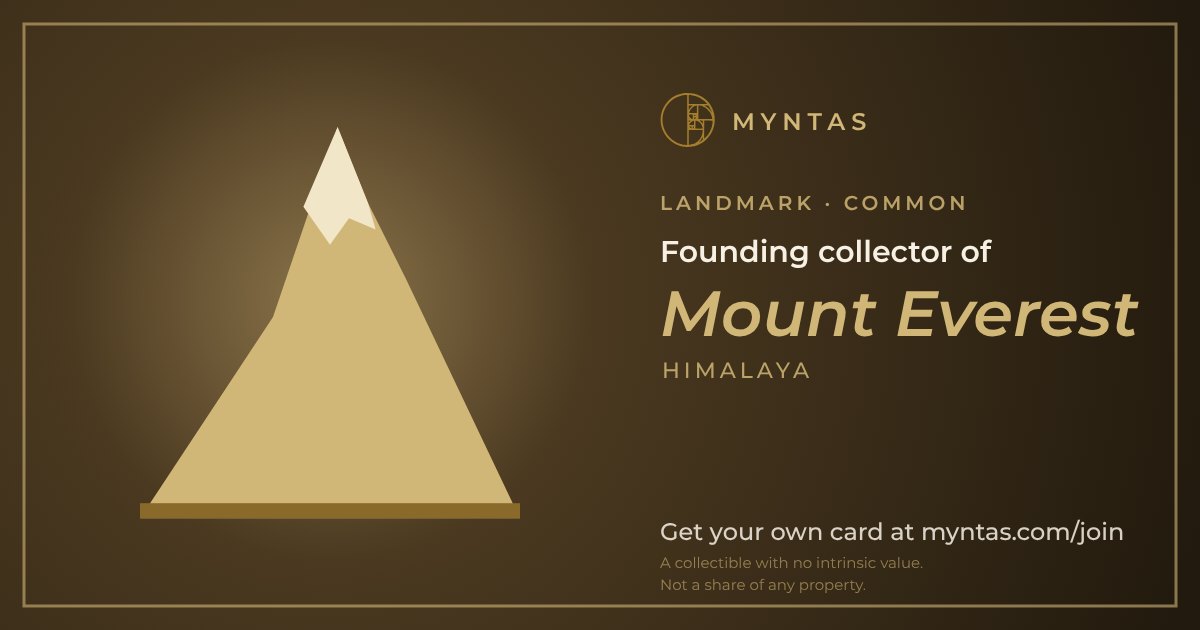 MYNTAS
LANDMARK · COMMON
Founding collector of
Mount Everest
HIMALAYA
Get your own card at myntas.com/join
A collectible with no intrinsic value.
Not a share of any property.